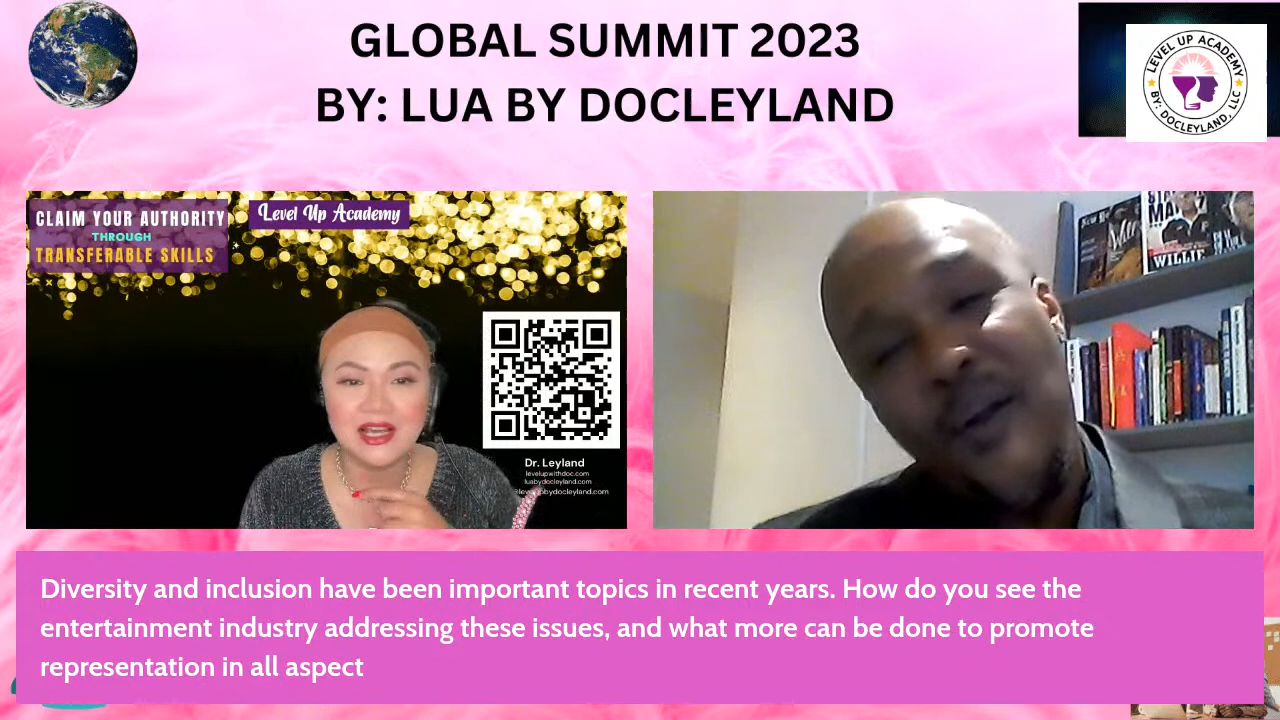 GLOBAL SUMMIT 2023
BY: LUA BY DOCLEYLAND
LEVEL UP ACADEMY
BY: DOCLEYLAND, LLC
CLAIM YOUR AUTHORITY
THROUGH
TRANSFERABLE SKILLS
Level Up Academy
Dr. Leyland
levelupwithdoc.com
luabydocleyland.com
WILLIE
Diversity and inclusion have been important topics in recent years. How do you see the
entertainment industry addressing these issues, and what more can be done to promote
representation in all aspect